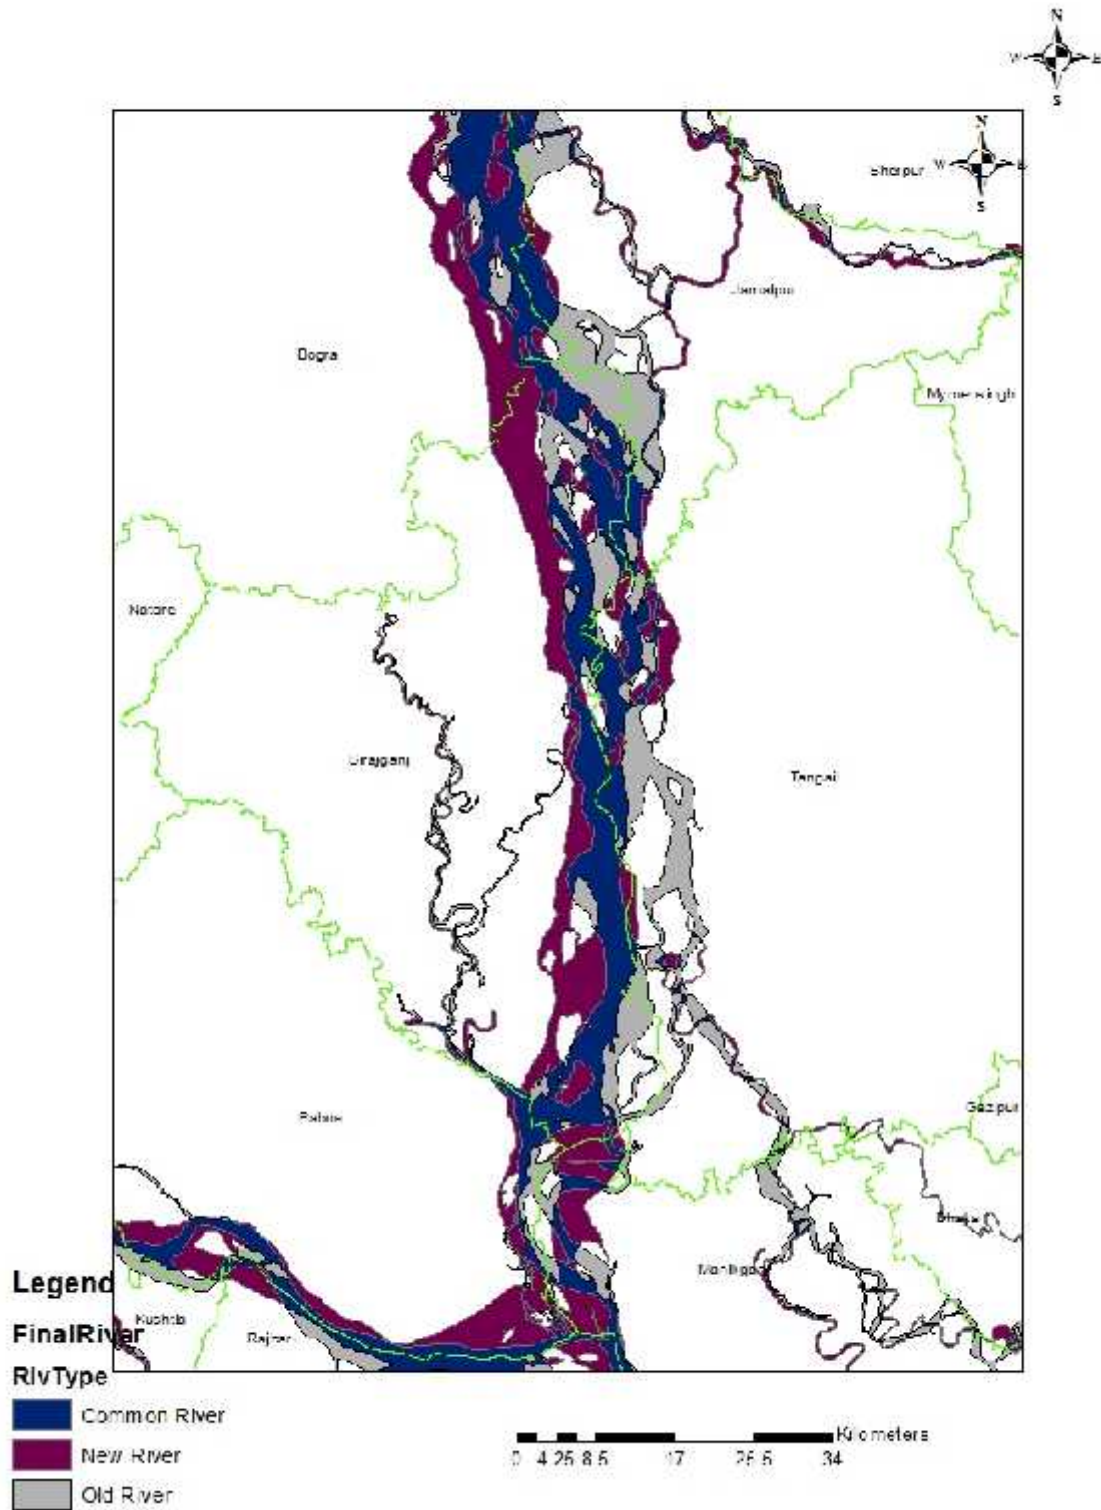 N
W E
S
N
W E
S
Sherpur
Jamalpur
Bogra
Mymensingh
Natore
Sirajganj
Tangail
Gazipur
Pabna
Dhaka
Manikganj
Kushtia
Rajbari
Legend
FinalRiver
RivType
Common River
New River
Old River
Kilometers
0 4.25 8.5 17 25.5 34